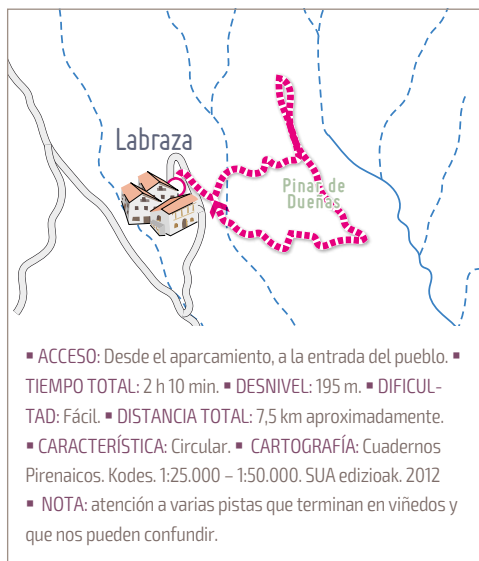 Labraza
Pinar de
Dueñas
▪ ACCESO: Desde el aparcamiento, a la entrada del pueblo. ▪
TIEMPO TOTAL: 2 h 10 min. ▪ DESNIVEL: 195 m. ▪ DIFICUL-
TAD: Fácil. ▪ DISTANCIA TOTAL: 7,5 km aproximadamente.
▪ CARACTERÍSTICA: Circular. ▪ CARTOGRAFÍA: Cuadernos
Pirenaicos. Kodes. 1:25.000 – 1:50.000. SUA edizioak. 2012
▪ NOTA: atención a varias pistas que terminan en viñedos y
que nos pueden confundir.